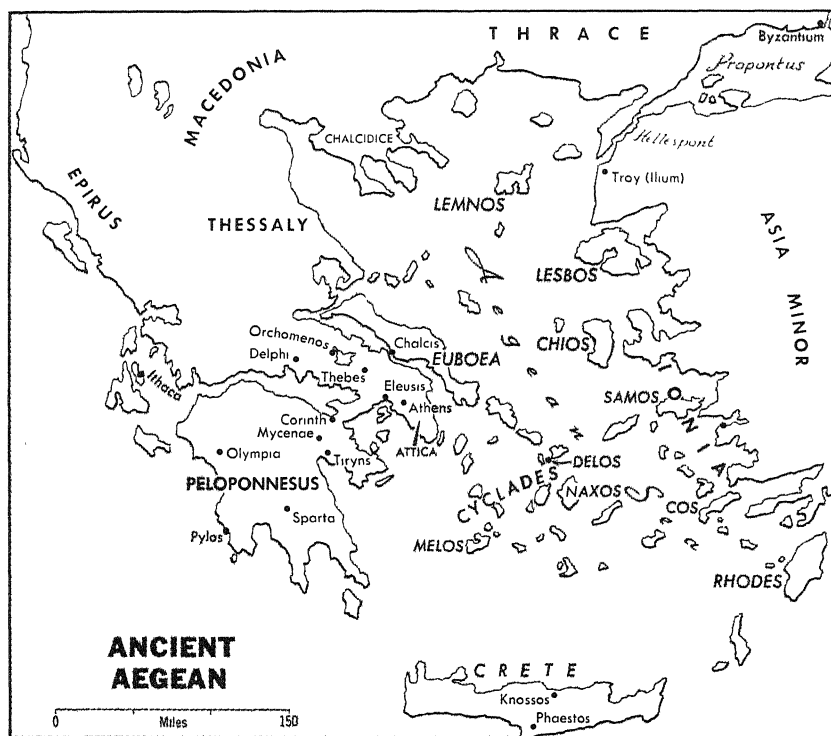 THRACE
Byzantium
Propontus
MACEDONIA
CHALCIDICE
Hellespont
Troy (Ilium)
EPIRUS
LEMNOS
THESSALY
ASIA MINOR
Aegean
LESBOS
Orchomenos
Chalcis
EUBOEA
CHIOS
Delphi
Thebes
Ithaca
Eleusis
Athens
SAMOS
IONIA
Corinth
Mycenae
ATTICA
Olympia
Tiryns
DELOS
PELOPONNESUS
CYCLADES
NAXOS
Sparta
COS
Pylos
MELOS
RHODES
ANCIENT
AEGEAN
CRETE
Knossos
Phaestos
0 Miles 150